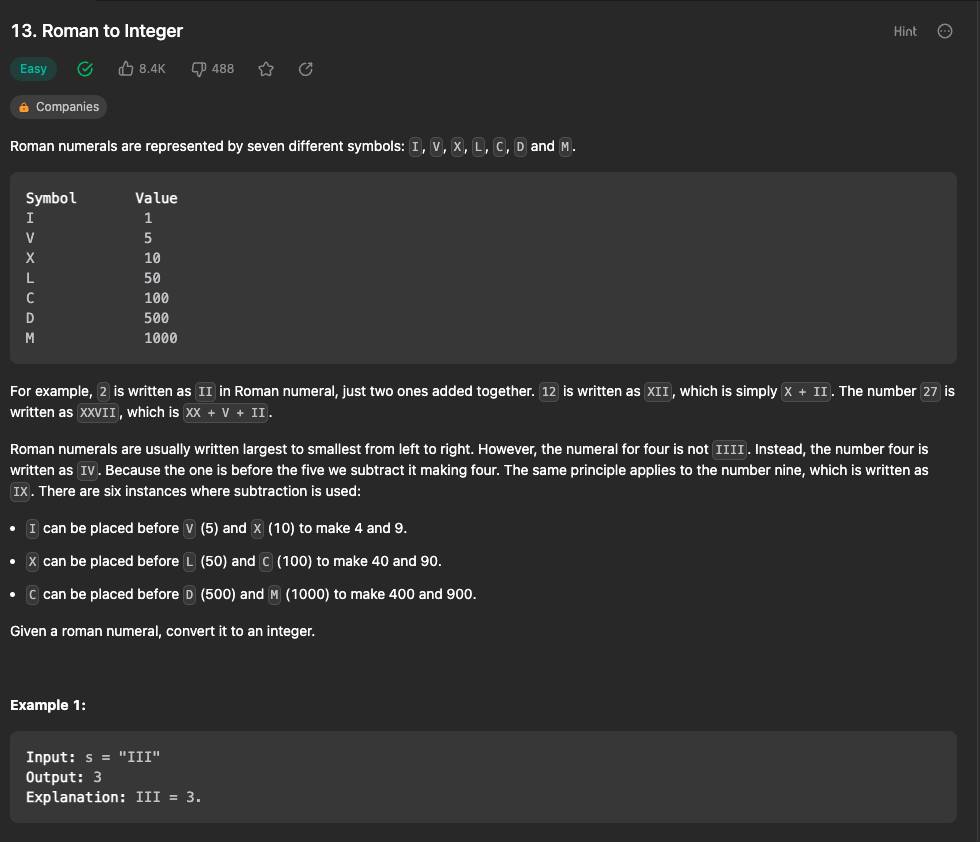 13. Roman to Integer
Hint
Easy
8.4K
488
Companies
Roman numerals are represented by seven different symbols: I, V, X, L, C, D and M.
Symbol Value
I 1
V 5
X 10
L 50
C 100
D 500
M 1000
For example, 2 is written as II in Roman numeral, just two ones added together. 12 is written as XII, which is simply X + II. The number 27 is
written as XXVII, which is XX + V + II.
Roman numerals are usually written largest to smallest from left to right. However, the numeral for four is not IIII. Instead, the number four is
written as IV. Because the one is before the five we subtract it making four. The same principle applies to the number nine, which is written as
IX. There are six instances where subtraction is used:
• I can be placed before V (5) and X (10) to make 4 and 9.
• X can be placed before L (50) and C (100) to make 40 and 90.
• C can be placed before D (500) and M (1000) to make 400 and 900.
Given a roman numeral, convert it to an integer.
Example 1:
Input: s = "III"
Output: 3
Explanation: III = 3.